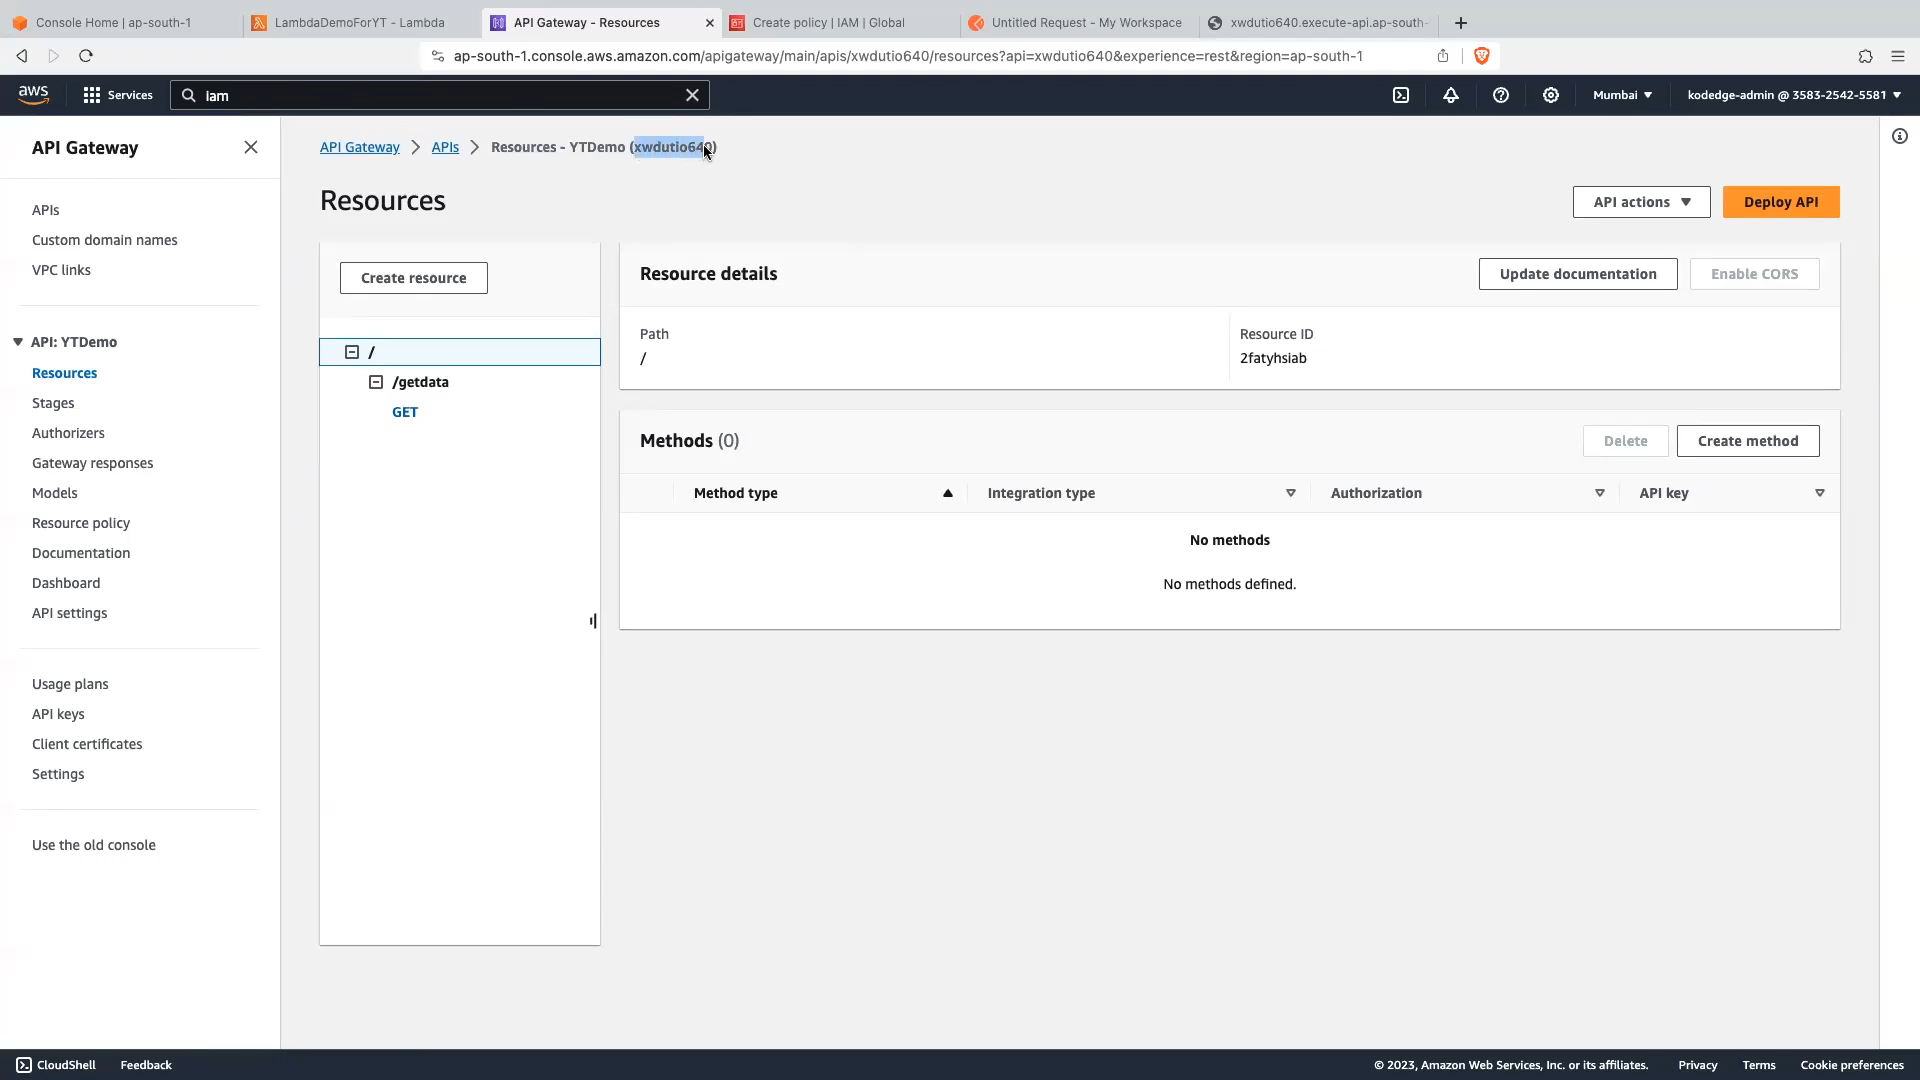 Console Home | ap-south-1
LambdaDemoForYT - Lambda
API Gateway - Resources
Create policy | IAM | Global
Untitled Request - My Workspace
xwdutio640.execute-api.ap-south-
ap-south-1.console.aws.amazon.com/apigateway/main/apis/xwdutio640/resources?api=xwdutio640&experience=rest&region=ap-south-1
aws
Services
iam
Mumbai
kodedge-admin @ 3583-2542-5581
API Gateway
APIs
Custom domain names
VPC links
API: YTDemo
Resources
Stages
Authorizers
Gateway responses
Models
Resource policy
Documentation
Dashboard
API settings
Usage plans
API keys
Client certificates
Settings
Use the old console
API Gateway > APIs > Resources - YTDemo (xwdutio640)
Resources
API actions
Deploy API
Create resource
/
/getdata
GET
Resource details
Update documentation
Enable CORS
Path
/
Resource ID
2fatyhsiab
Methods (0)
Delete
Create method
Method type
Integration type
Authorization
API key
No methods
No methods defined.
CloudShell
Feedback
© 2023, Amazon Web Services, Inc. or its affiliates.
Privacy
Terms
Cookie preferences